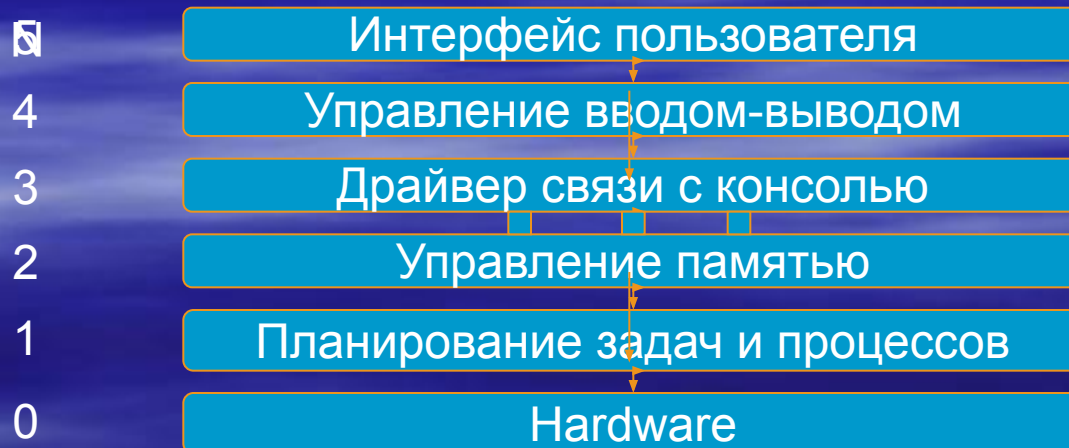 5 Интерфейс пользователя
4 Управление вводом-выводом
3 Драйвер связи с консолью
2 Управление памятью
1 Планирование задач и процессов
0 Hardware